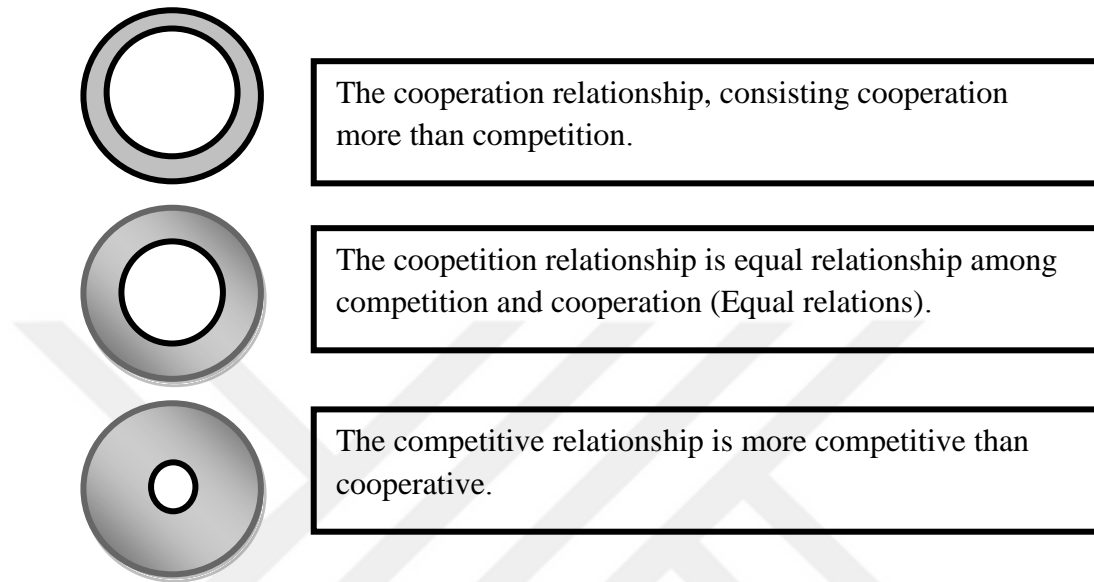 The cooperation relationship, consisting cooperation
more than competition.
The coopetition relationship is equal relationship among
competition and cooperation (Equal relations).
The competitive relationship is more competitive than
cooperative.